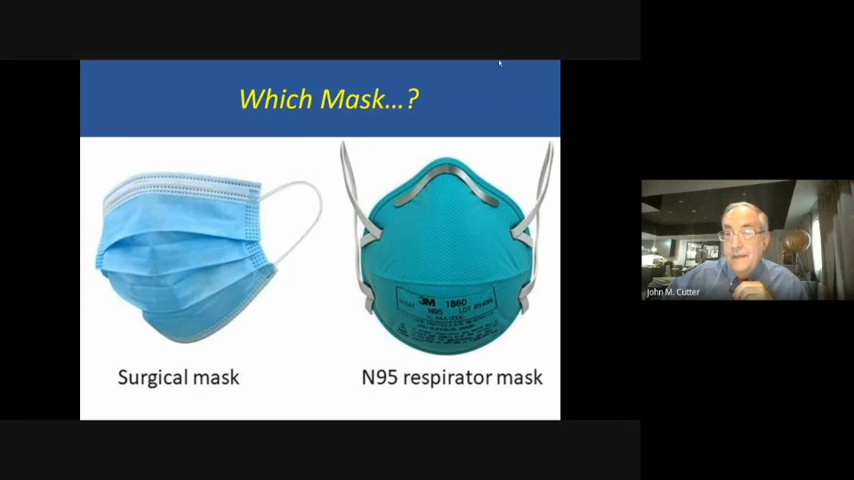 Which Mask...?
3M 1860
N95
Surgical mask
N95 respirator mask
John M. Cutter